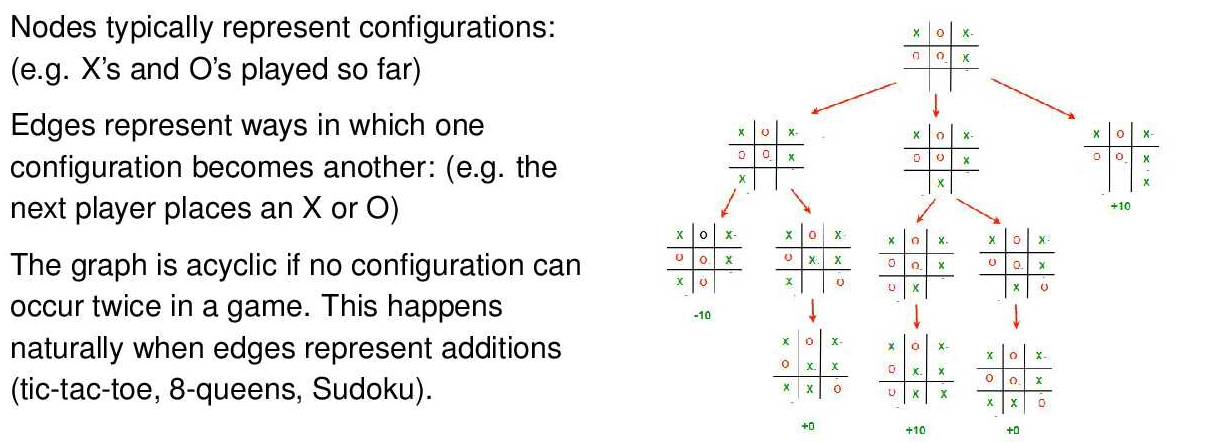 Nodes typically represent configurations:
(e.g. X's and O's played so far)
Edges represent ways in which one
configuration becomes another: (e.g. the
next player places an X or O)
The graph is acyclic if no configuration can
occur twice in a game. This happens
naturally when edges represent additions
(tic-tac-toe, 8-queens, Sudoku).
X O X-
O O. X
X O X-
O O. X
X
X O X-
O O X
X
X O X-
O O. X
X
+10
X O X-
O O. X
X O
-10
X O X-
O X. X
X O
X O X.
O O. X
O X
X O X-
O O. X
X O
X O X-
O X. X
X X O
+0
X O X-
O X. X
O X X
+10
X O X-
O O. X
X X O
+0